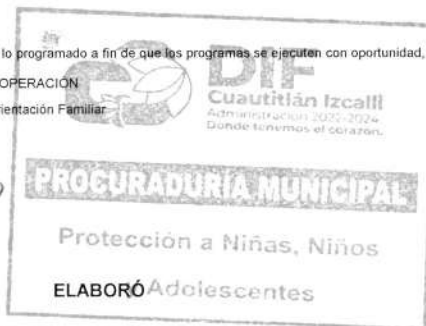 lo programado a fin de que los programas se ejecuten con oportunidad,
OPERACIÓN
rientación Familiar
DIF
Cuautitlán Izcalli
Administración 2022-2024
Donde tenemos el corazón.
PROCURADURÍA MUNICIPAL
Protección a Niñas, Niños
ELABORÓ
Adolescentes